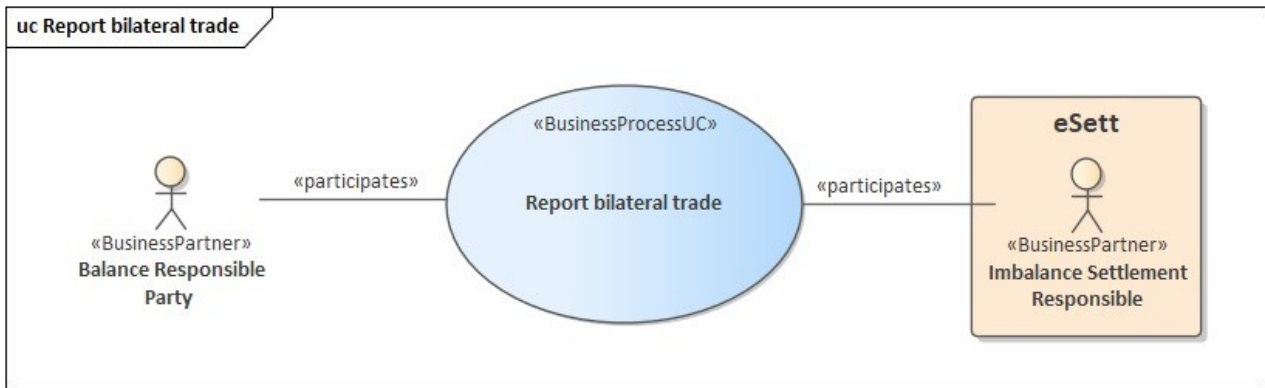 uc Report bilateral trade
«BusinessPartner»
Balance Responsible
Party
«participates»
«BusinessProcessUC»
Report bilateral trade
«participates»
eSett
«BusinessPartner»
Imbalance Settlement
Responsible